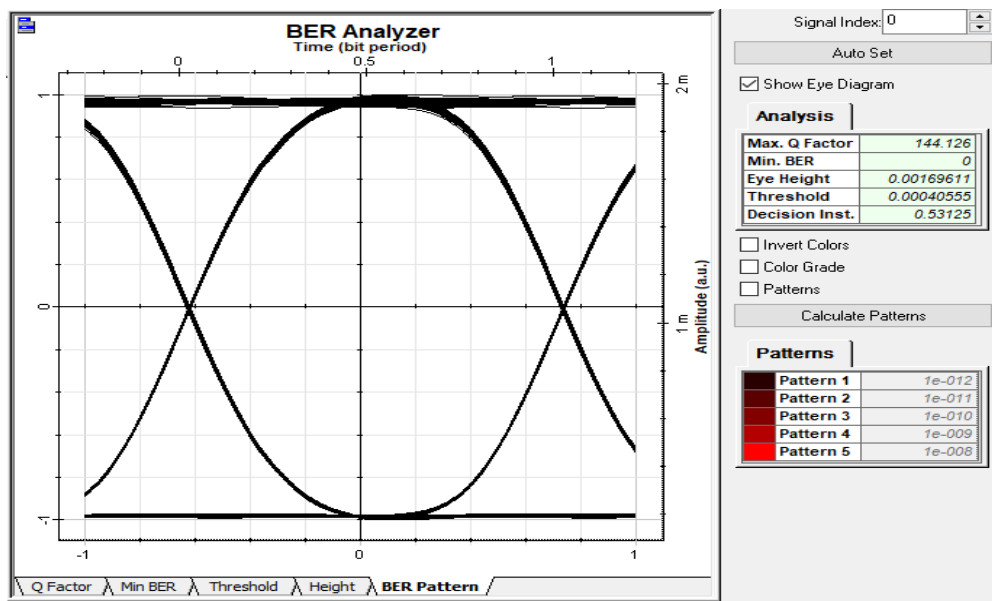 BER Analyzer
Time (bit period)
0 0.5 1
1
0
-1
-1 0 1
2 m
1 m
Amplitude (a.u.)
Q Factor Min BER Threshold Height BER Pattern
Signal Index: 0
Auto Set
Show Eye Diagram
Analysis
Max. Q Factor 144.126
Min. BER 0
Eye Height 0.00169611
Threshold 0.00040555
Decision Inst. 0.53125
Invert Colors
Color Grade
Patterns
Calculate Patterns
Patterns
Pattern 1 1e-012
Pattern 2 1e-011
Pattern 3 1e-010
Pattern 4 1e-009
Pattern 5 1e-008